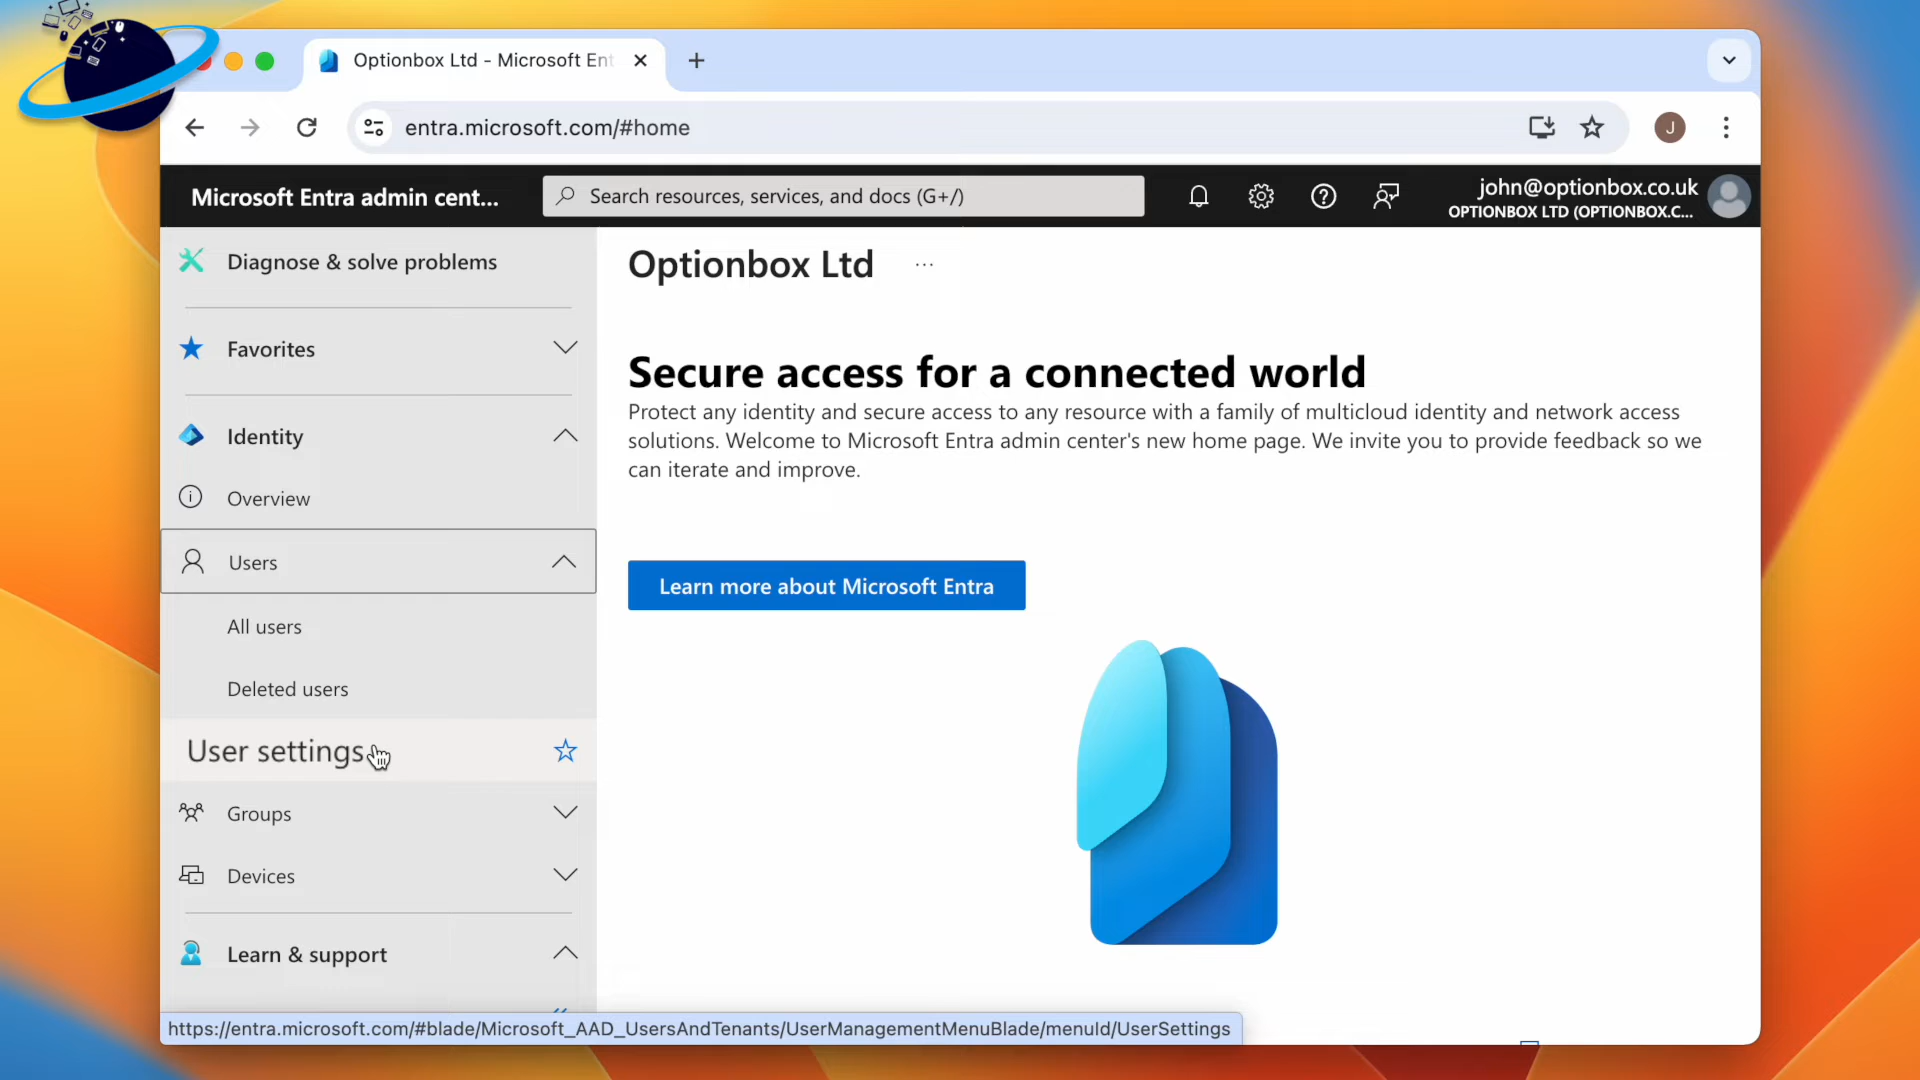 Optionbox Ltd - Microsoft Ent
entra.microsoft.com/#home
J
Microsoft Entra admin cent...
Search resources, services, and docs (G+/)
john@optionbox.co.uk
OPTIONBOX LTD (OPTIONBOX.C...
Diagnose & solve problems
Favorites
Identity
Overview
Users
All users
Deleted users
User settings
Groups
Devices
Learn & support
Optionbox Ltd
...
Secure access for a connected world
Protect any identity and secure access to any resource with a family of multicloud identity and network access
solutions. Welcome to Microsoft Entra admin center's new home page. We invite you to provide feedback so we
can iterate and improve.
Learn more about Microsoft Entra
https://entra.microsoft.com/#blade/Microsoft_AAD_UsersAndTenants/UserManagementMenuBlade/menuId/UserSettings